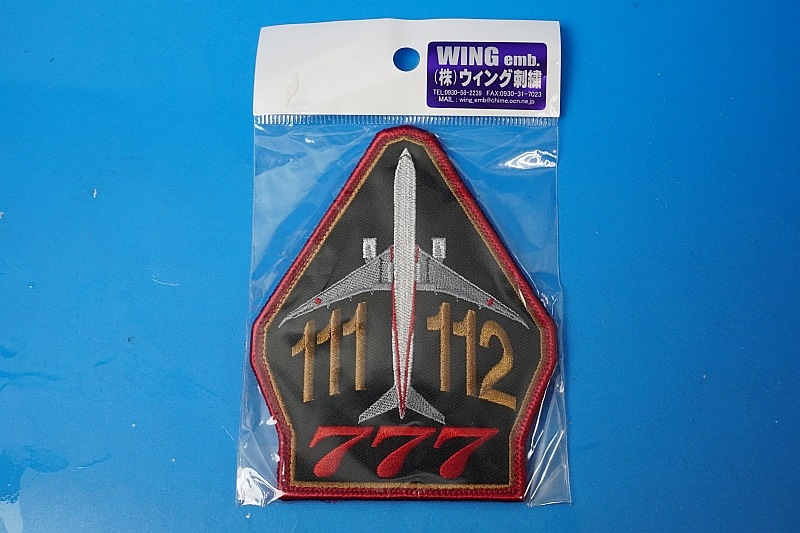 WING emb.
(株)ウィング刺繍
TEL:0930-56-2239 FAX:0930-31-7023
MAIL : wing_emb@chime.ocn.ne.jp
111 112
777